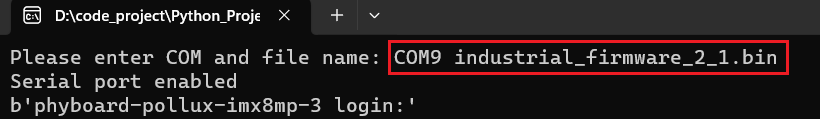 D:\code_project\Python_Proje
Please enter COM and file name: COM9 industrial_firmware_2_1.bin
Serial port enabled
b'phyboard-pollux-imx8mp-3 login:'